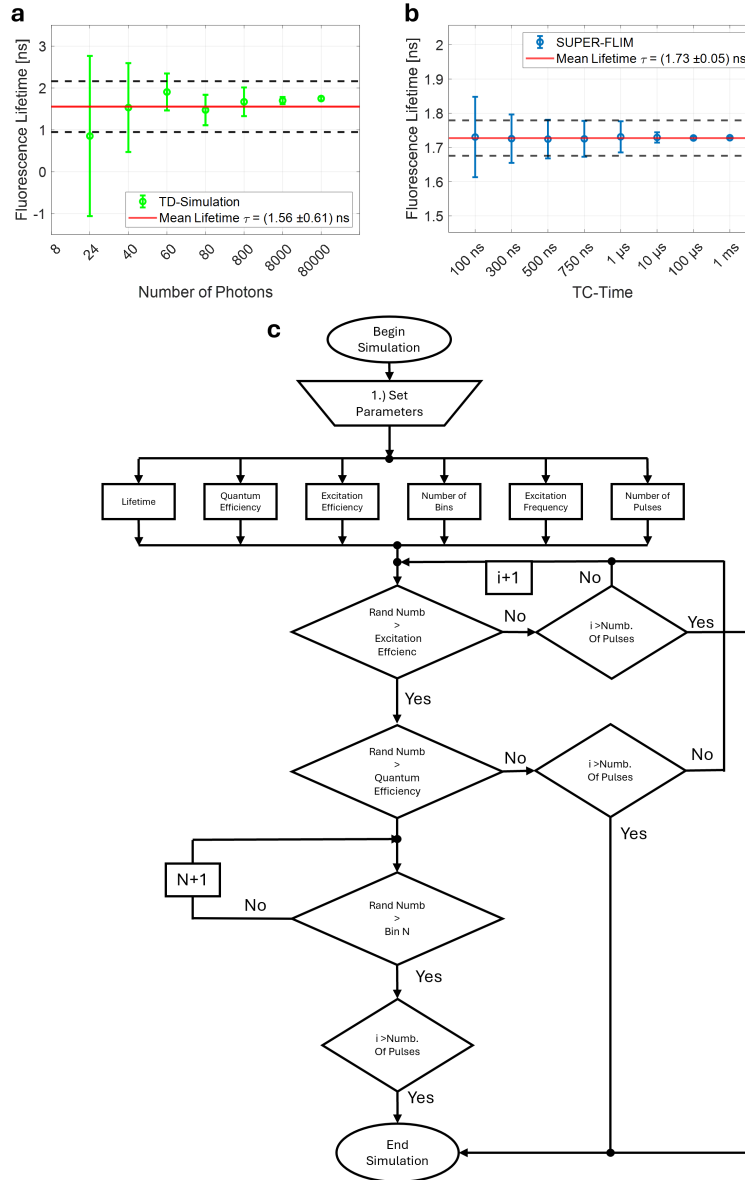 a
Fluorescence Lifetime [ns]
3
2
1
0
-1
TD-Simulation
Mean Lifetime τ = (1.56 ±0.61) ns
8
24
40
60
80
800
8000
80000
Number of Photons
b
Fluorescence Lifetime [ns]
2
1.9
1.8
1.7
1.6
1.5
SUPER-FLIM
Mean Lifetime τ = (1.73 ±0.05) ns
100 ns
300 ns
500 ns
750 ns
1 µs
10 µs
100 µs
1 ms
TC-Time
c
Begin
Simulation
1.) Set
Parameters
Lifetime
Quantum
Efficiency
Excitation
Efficiency
Number of
Bins
Excitation
Frequency
Number of
Pulses
i+1
No
Rand Numb
>
Excitation
Effcienc
No
i >Numb.
Of Pulses
Yes
Yes
Rand Numb
>
Quantum
Efficiency
No
i >Numb.
Of Pulses
No
Yes
N+1
No
Rand Numb
>
Bin N
Yes
i >Numb.
Of Pulses
Yes
End
Simulation